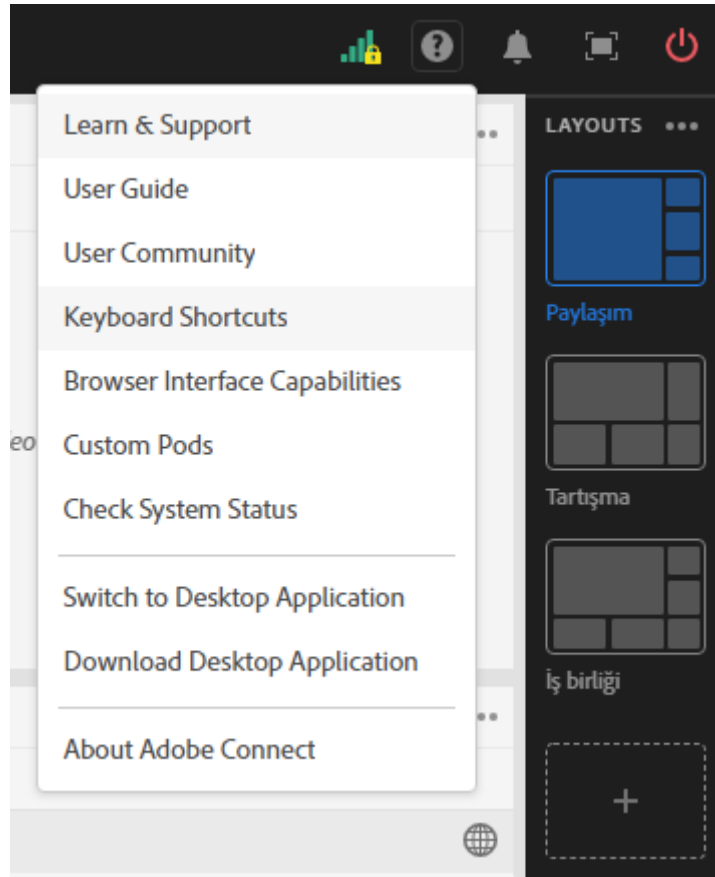 Learn & Support
User Guide
User Community
Keyboard Shortcuts
Browser Interface Capabilities
Custom Pods
Check System Status
Switch to Desktop Application
Download Desktop Application
About Adobe Connect
eo
LAYOUTS
Paylaşım
Tartışma
İş birliği